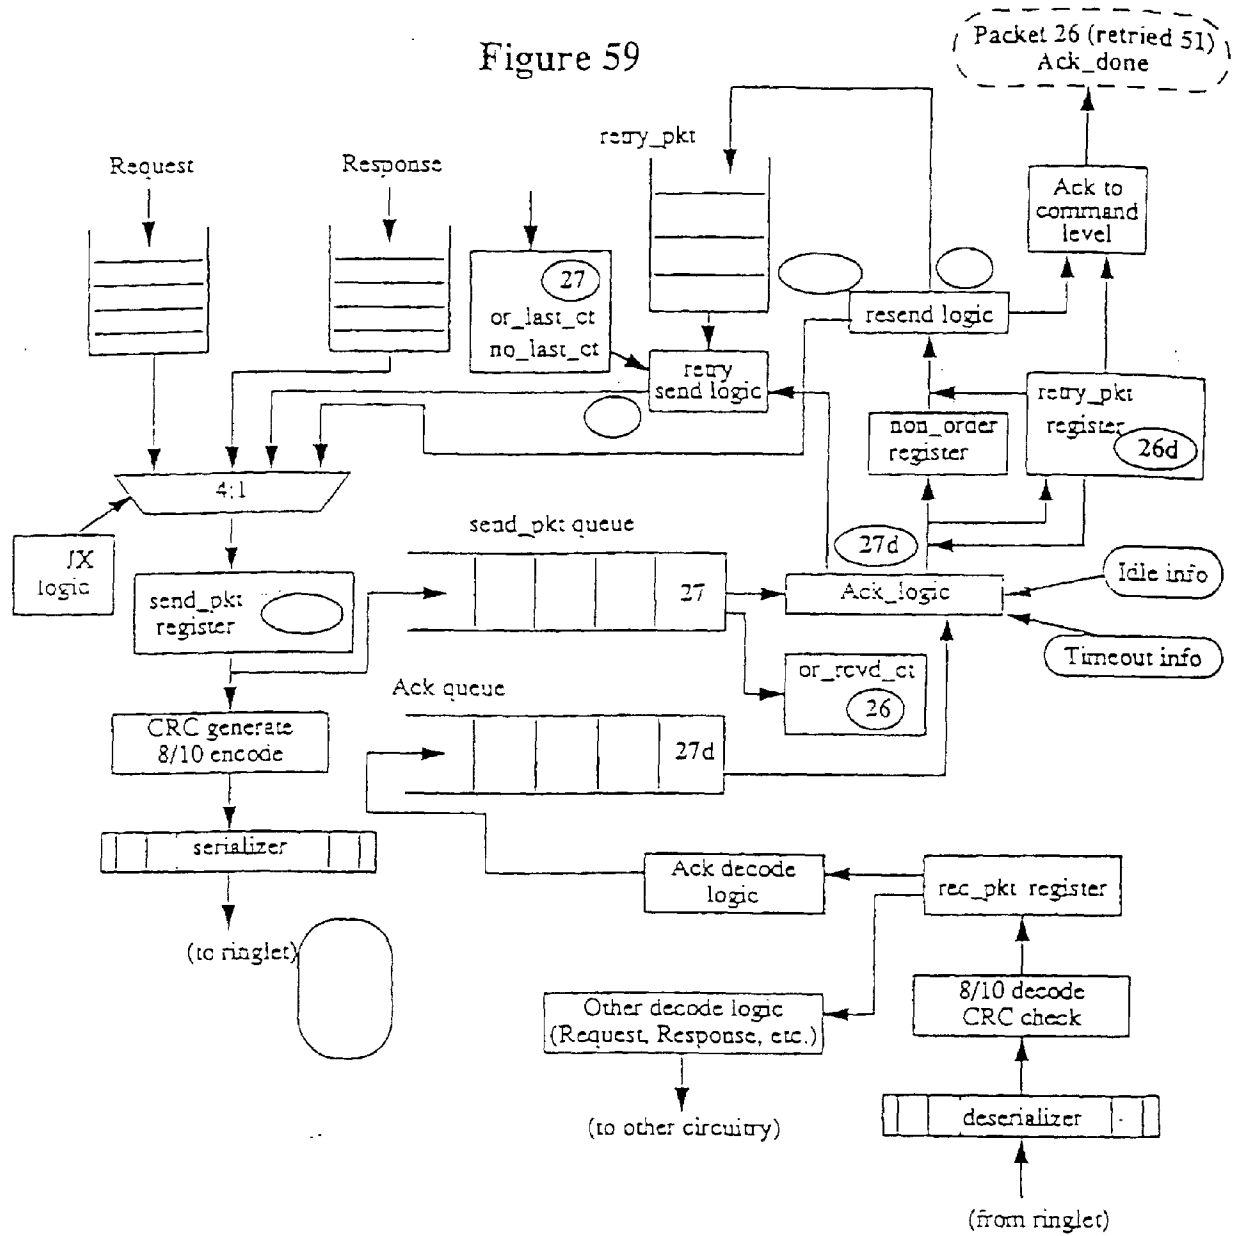 Figure 59
Packet 26 (retried 51)
Ack_done
retry_pkt
Request
Response
Ack to
command
level
27
or_last_ct
no_last_ct
resend logic
retry
send logic
retry_pkt
register
26d
non_order
register
4:1
send_pkt queue
27d
logic
Idle info
send_pkt
register
27
Ack_logic
Timeout info
or_rcvd_ct
26
Ack queue
CRC generate
8/10 encode
27d
serializer
Ack decode
logic
rec_pkt register
(to ringlet)
8/10 decode
CRC check
Other decode logic
(Request, Response, etc.)
deserializer
(to other circuitry)
(from ringlet)